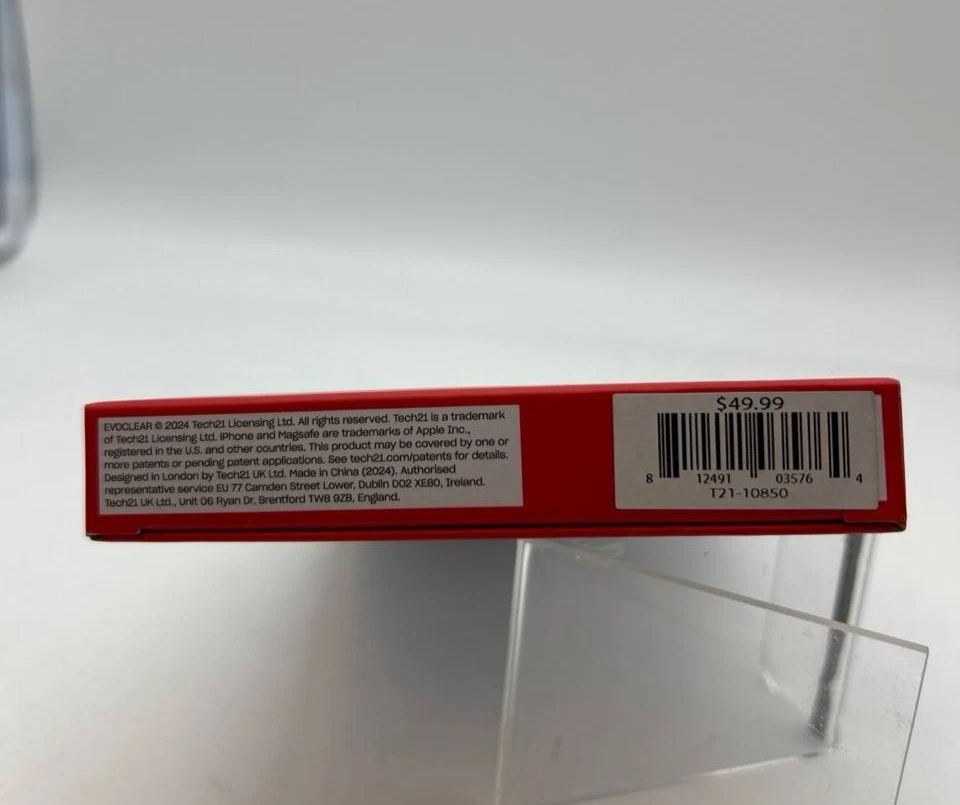 EVOCLEAR © 2024 Tech21 Licensing Ltd. All rights reserved. Tech21 is a trademark
of Tech21 Licensing Ltd. iPhone and Magsafe are trademarks of Apple Inc.,
registered in the U.S. and other countries. This product may be covered by one or
more patents or pending patent applications. See tech21.com/patents for details.
Designed in London by Tech21 UK Ltd. Made in China (2024). Authorised
representative service EU 77 Camden Street Lower, Dublin D02 XE80, Ireland.
Tech21 UK Ltd., Unit 06 Ryan Dr, Brentford TW8 9ZB, England.
$49.99
8 12491 03576 4
T21-10850